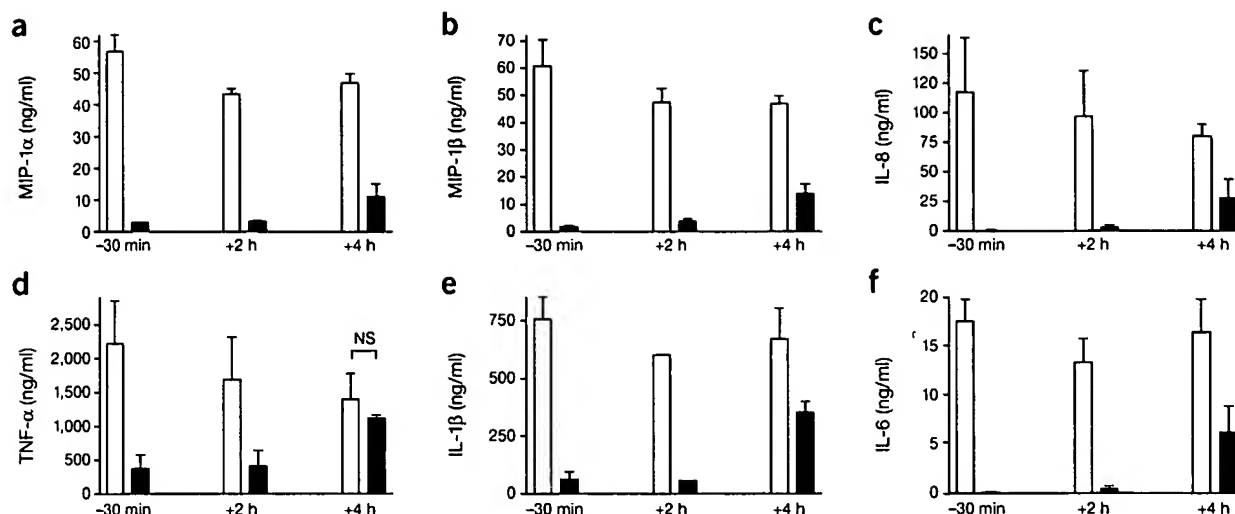 a
MIP-1α (ng/ml)
60
50
40
30
20
10
0
−30 min +2 h +4 h
b
MIP-1β (ng/ml)
70
60
50
40
30
20
10
0
−30 min +2 h +4 h
c
IL-8 (ng/ml)
150
125
100
75
50
25
0
−30 min +2 h +4 h
d
TNF-α (ng/ml)
2,500
2,000
1,500
1,000
500
0
NS
−30 min +2 h +4 h
e
IL-1β (ng/ml)
750
500
250
0
−30 min +2 h +4 h
f
IL-6 (ng/ml)
20
15
10
5
0
−30 min +2 h +4 h